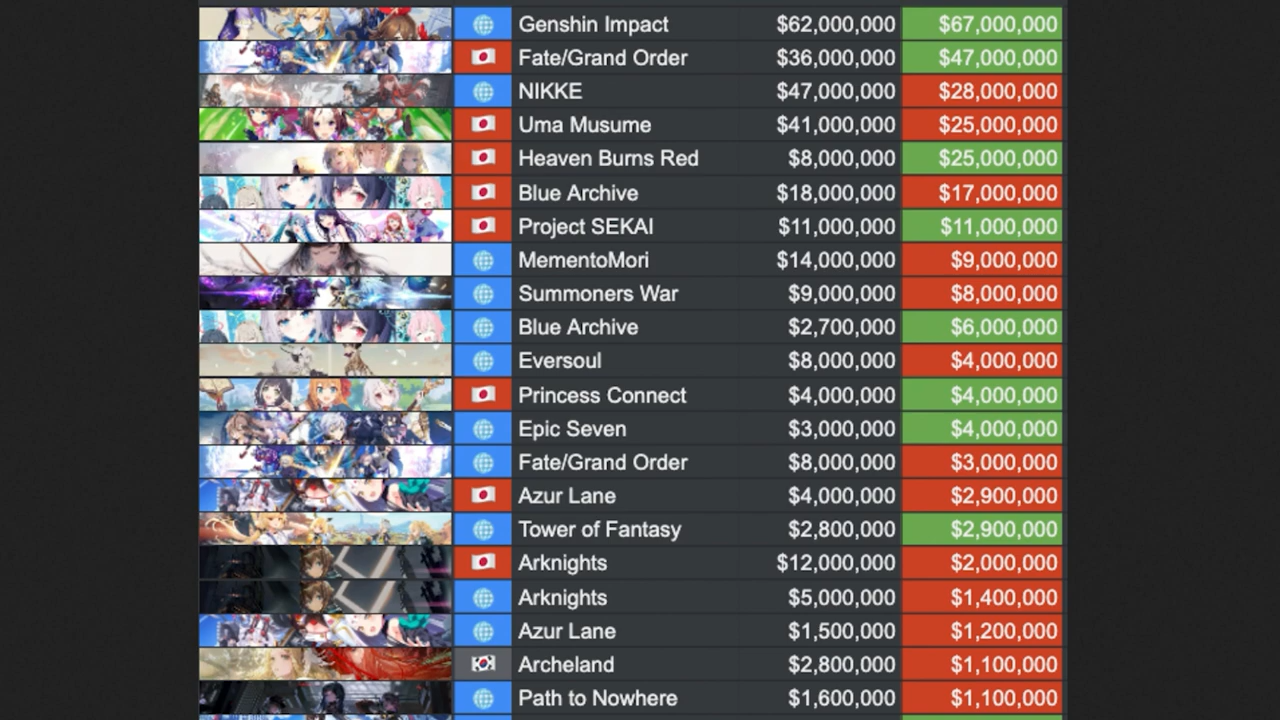 Genshin Impact $62,000,000 $67,000,000
Fate/Grand Order $36,000,000 $47,000,000
NIKKE $47,000,000 $28,000,000
Uma Musume $41,000,000 $25,000,000
Heaven Burns Red $8,000,000 $25,000,000
Blue Archive $18,000,000 $17,000,000
Project SEKAI $11,000,000 $11,000,000
MementoMori $14,000,000 $9,000,000
Summoners War $9,000,000 $8,000,000
Blue Archive $2,700,000 $6,000,000
Eversoul $8,000,000 $4,000,000
Princess Connect $4,000,000 $4,000,000
Epic Seven $3,000,000 $4,000,000
Fate/Grand Order $8,000,000 $3,000,000
Azur Lane $4,000,000 $2,900,000
Tower of Fantasy $2,800,000 $2,900,000
Arknights $12,000,000 $2,000,000
Arknights $5,000,000 $1,400,000
Azur Lane $1,500,000 $1,200,000
Archeland $2,800,000 $1,100,000
Path to Nowhere $1,600,000 $1,100,000